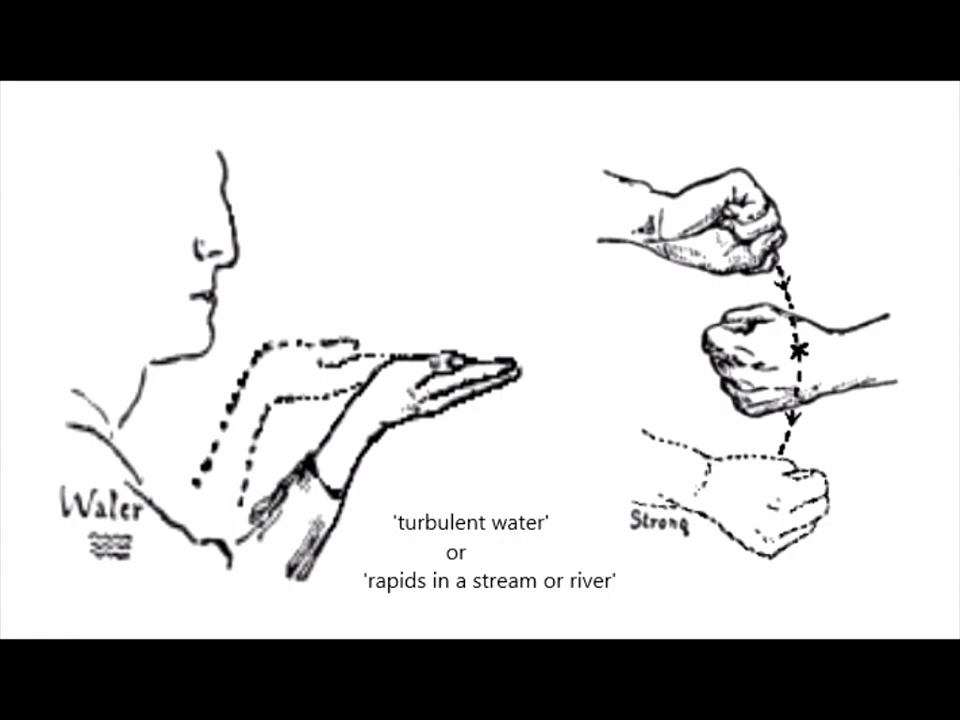 Water
'turbulent water'
or
'rapids in a stream or river'
Strong